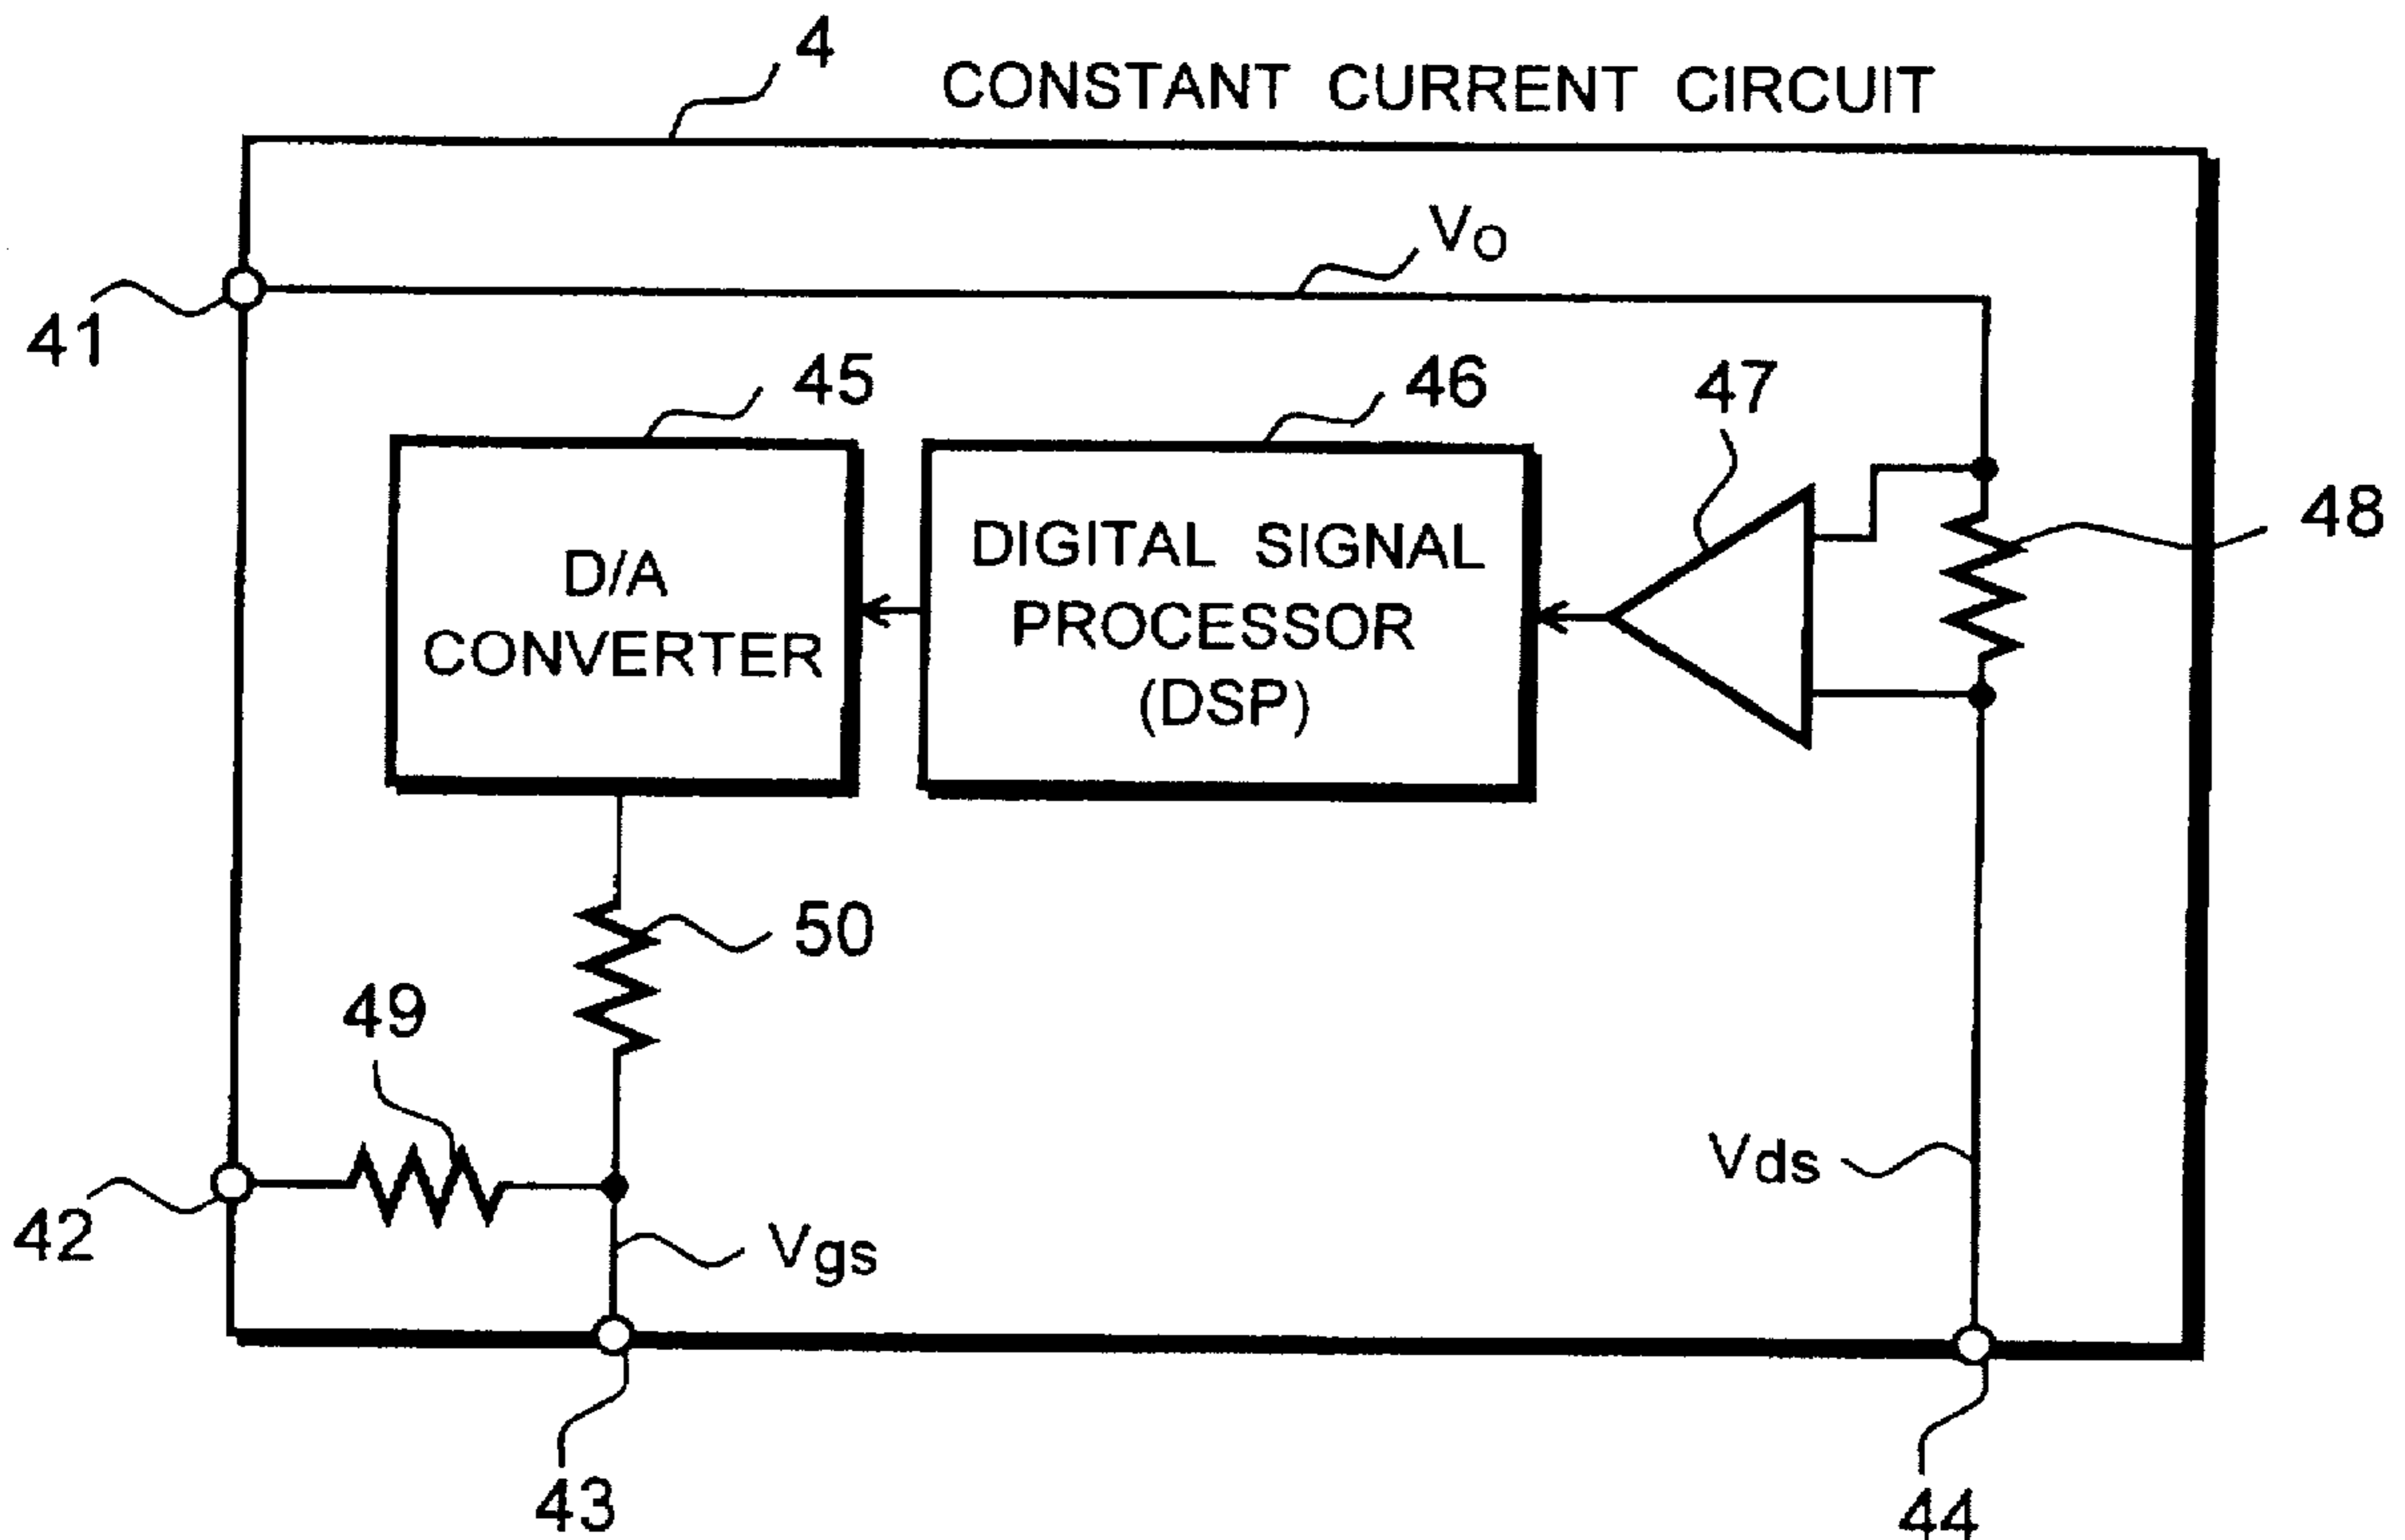 4
CONSTANT CURRENT CIRCUIT
VO
41
45
46
47
48
D/A
CONVERTER
DIGITAL SIGNAL
PROCESSOR
(DSP)
50
49
Vds
42
Vgs
43
44